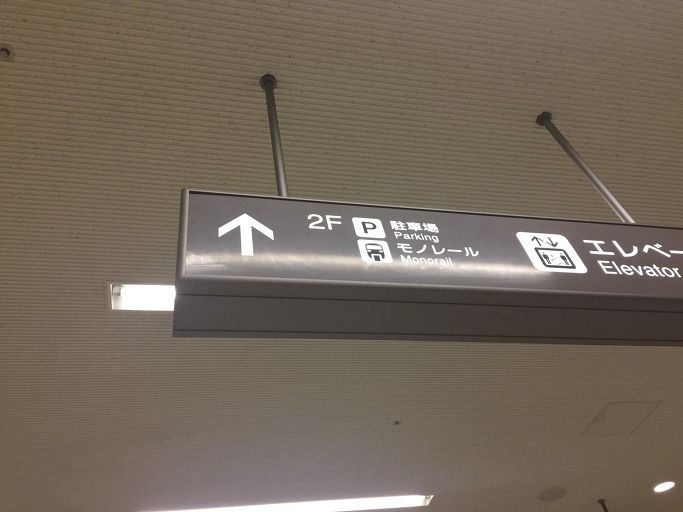 2F
P 駐車場
Parking
モノレール
Monorail
エレベー
Elevator